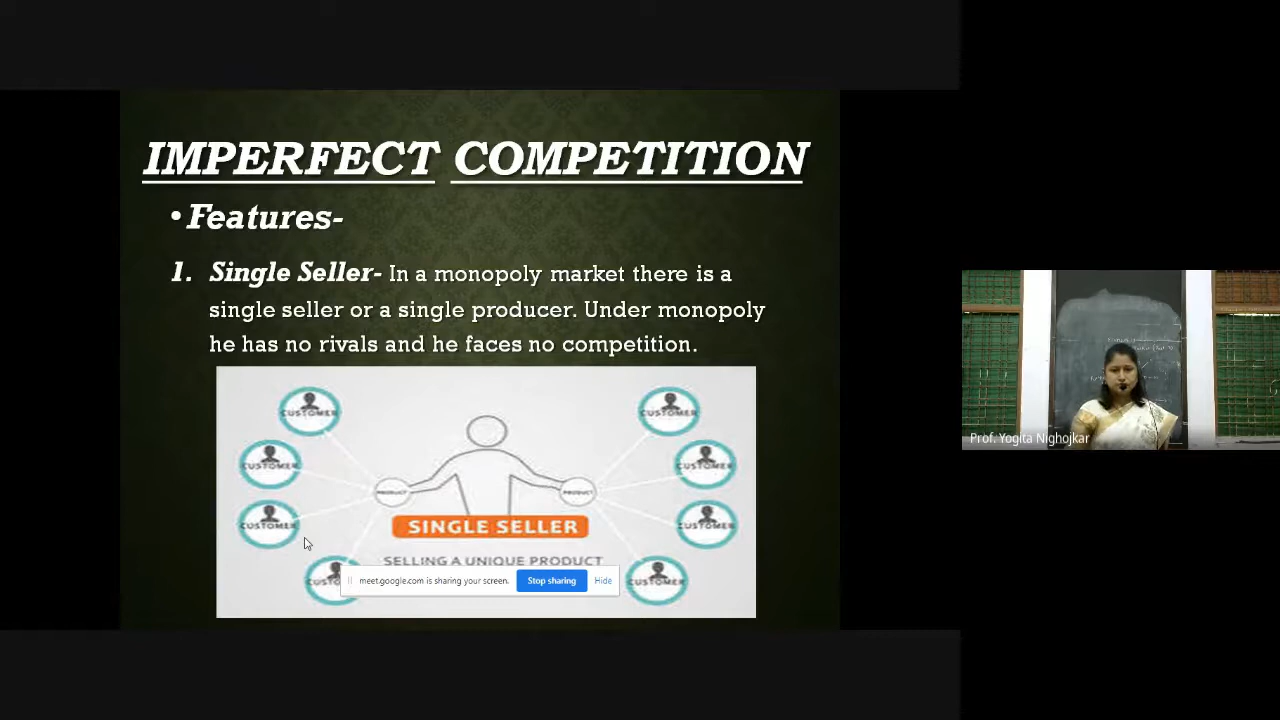 IMPERFECT COMPETITION
•Features-
1. Single Seller- In a monopoly market there is a
single seller or a single producer. Under monopoly
he has no rivals and he faces no competition.
CUSTOMER
CUSTOMER
CUSTOMER
CUSTOMER
PRODUCT
PRODUCT
CUSTOMER
CUSTOMER
SINGLE SELLER
SELLING A UNIQUE PRODUCT
CUSTO
CUSTOMER
meet.google.com is sharing your screen.
Stop sharing
Hide
Prof. Yogita Nighojkar